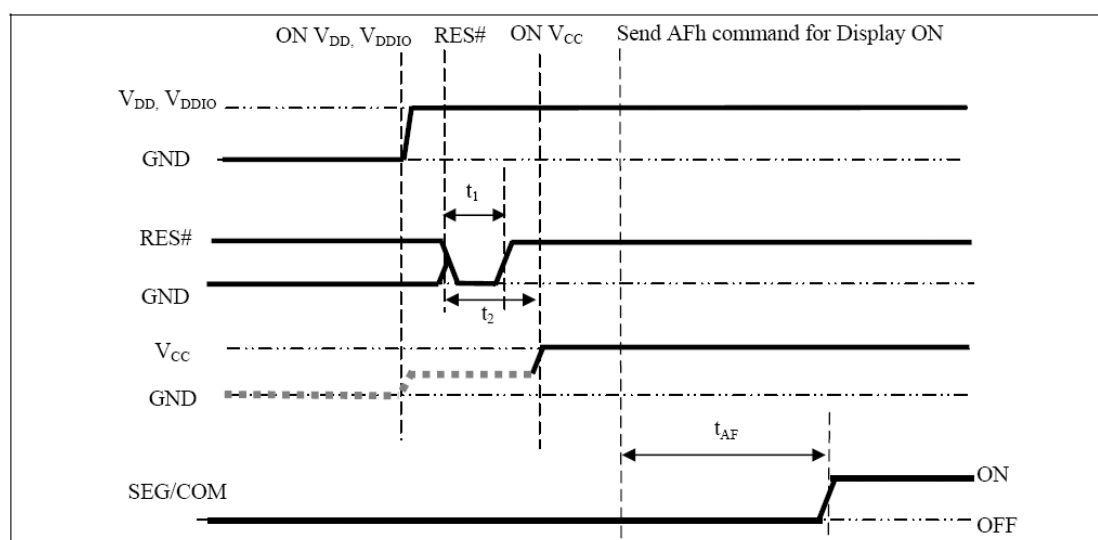 ON VDD, VDDIO RES# ON VCC Send AFh command for Display ON
VDD, VDDIO
GND
t1
RES#
GND
t2
VCC
GND
tAF
SEG/COM
ON
OFF